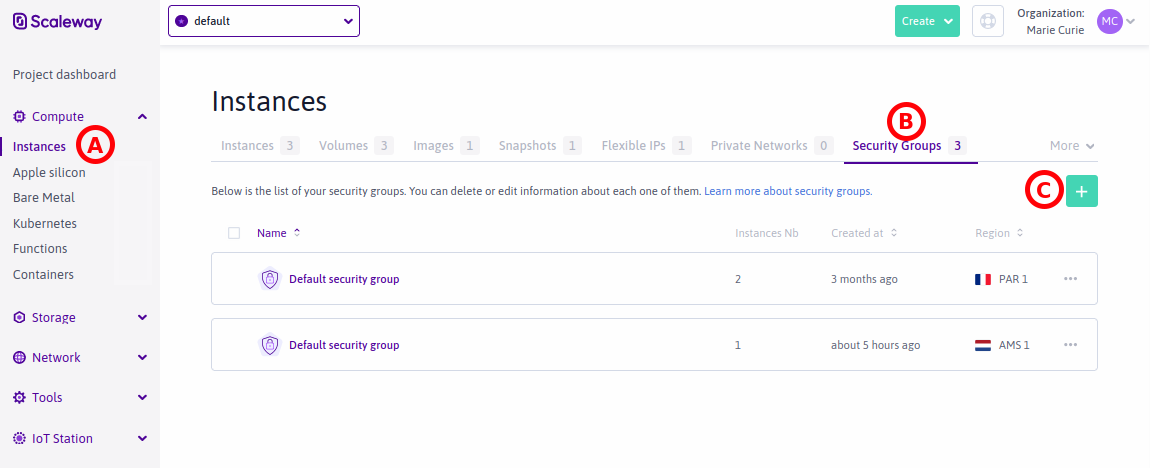 Scaleway
default
Create
Organization:
Marie Curie
MC
Project dashboard
Compute
Instances
A
Apple silicon
Bare Metal
Kubernetes
Functions
Containers
Storage
Network
Tools
IoT Station
Instances
B
Instances 3 Volumes 3 Images 1 Snapshots 1 Flexible IPs 1 Private Networks 0 Security Groups 3 More
Below is the list of your security groups. You can delete or edit information about each one of them. Learn more about security groups.
C +
Name Instances Nb Created at Region
Default security group 2 3 months ago PAR 1 ...
Default security group 1 about 5 hours ago AMS 1 ...